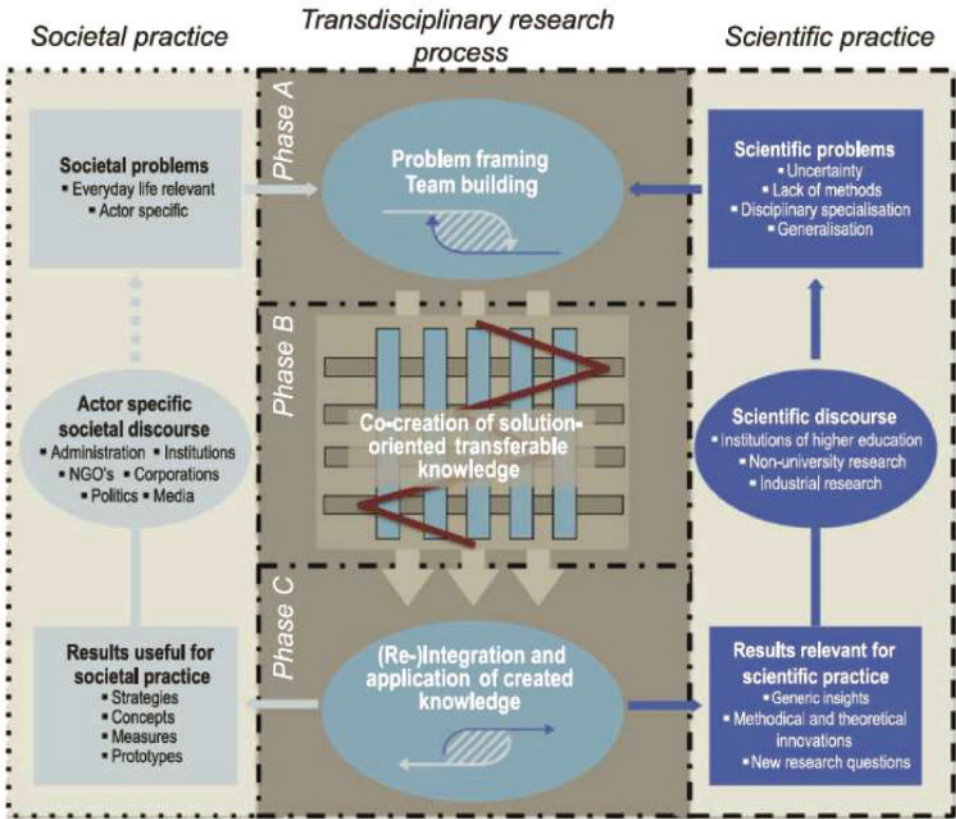 Societal practice
Transdisciplinary research
process
Scientific practice
Phase A
Societal problems
▪ Everyday life relevant
▪ Actor specific
Problem framing
Team building
Scientific problems
▪ Uncertainty
▪ Lack of methods
▪ Disciplinary specialisation
▪ Generalisation
Phase B
Actor specific
societal discourse
▪ Administration ▪ Institutions
▪ NGO's ▪ Corporations
▪ Politics ▪ Media
Co-creation of solution-
oriented transferable
knowledge
Scientific discourse
▪ Institutions of higher education
▪ Non-university research
▪ Industrial research
Phase C
Results useful for
societal practice
▪ Strategies
▪ Concepts
▪ Measures
▪ Prototypes
(Re-)Integration and
application of created
knowledge
Results relevant for
scientific practice
▪ Generic insights
▪ Methodical and theoretical
innovations
▪ New research questions